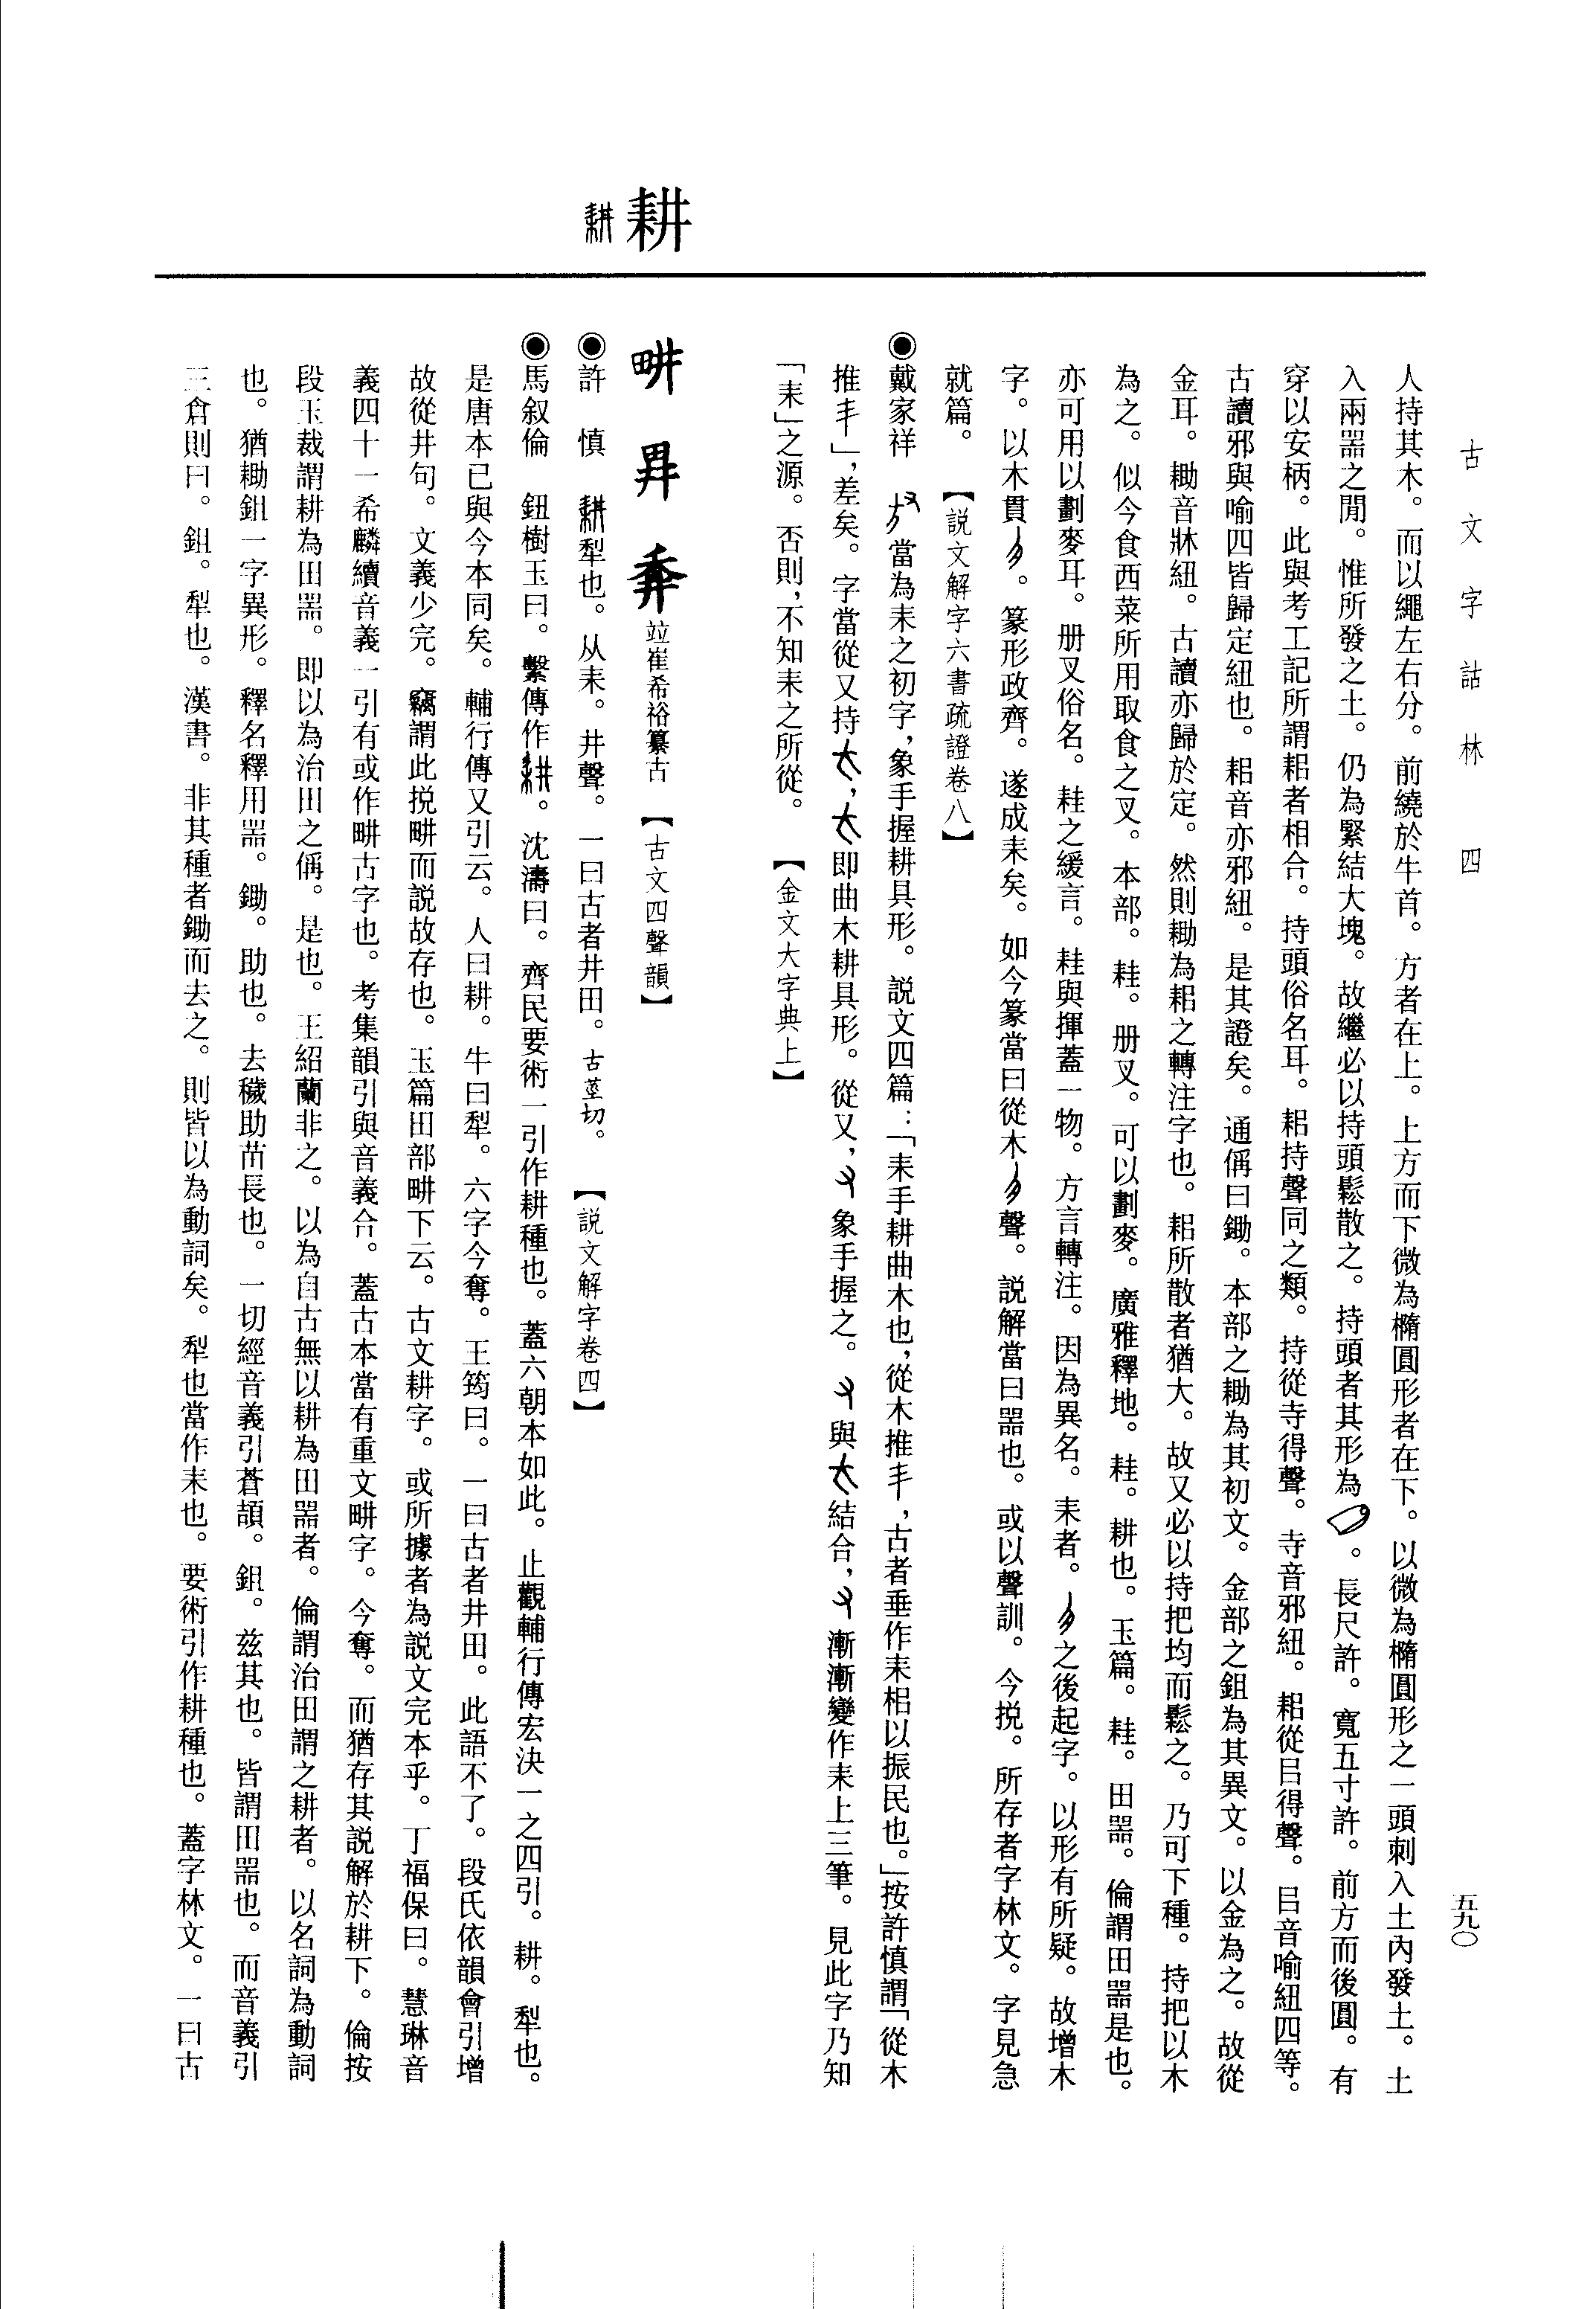 古文字詁林　四
五九〇
耕
人持其木。而以繩左右分。前繞於牛首。方者在上。上方而下微為橢圓形者在下。以微為橢圓形之一頭刺入土內發土。土
入兩噐之閒。惟所發之土。仍為緊結大塊。故繼必以持頭鬆散之。持頭者其形為。長尺許。寬五寸許。前方而後圓。有
穿以安柄。此與考工記所謂耜者相合。持頭俗名耳。耜持聲同之類。持從寺得聲。寺音邪紐。耜從㠯得聲。㠯音喻紐四等。
古讀邪與喻四皆歸定紐也。耜音亦邪紐。是其證矣。通偁曰鋤。本部之耡為其初文。金部之鉏為其異文。以金為之。故從
金耳。耡音牀紐。古讀亦歸於定。然則耡為耜之轉注字也。耜所散者猶大。故又必以持把均而鬆之。乃可下種。持把以木
為之。似今食西菜所用取食之叉。本部。耒圭。册叉。可以劃麥。廣雅釋地。耒圭。耕也。玉篇。耒圭。田噐。倫謂田噐是也。
亦可用以劃麥耳。册叉俗名。耒圭之緩言。耒圭與揮蓋一物。方言轉注。因為異名。耒者。之後起字。以形有所疑。故增木
字。以木貫。篆形政齊。遂成耒矣。如今篆當曰從木聲。說解當曰噐也。或以聲訓。今挩。所存者字林文。字見急
就篇。【說文解字六書疏證卷八】
◉戴家祥　當為耒之初字，象手握耕具形。說文四篇：「耒手耕曲木也，從木推丯，古者垂作耒梠以振民也。」按許慎謂「從木
推丯」，差矣。字當從又持，即曲木耕具形。從又，象手握之。與結合，漸漸變作耒上三筆。見此字乃知
「耒」之源。否則，不知耒之所從。【金文大字典上】
畊　竝崔希裕纂古【古文四聲韻】
◉許　慎　耕犁也。从耒。井聲。一曰古者井田。古莖切。【說文解字卷四】
◉馬叙倫　鈕樹玉曰。繫傳作耕。沈濤曰。齊民要術一引作耕種也。蓋六朝本如此。止觀輔行傳宏決一之四引。耕。犁也。
是唐本已與今本同矣。輔行傳又引云。人曰耕。牛曰犁。六字今奪。王筠曰。一曰古者井田。此語不了。段氏依韻會引增
故從井句。文義少完。竊謂此挩畊而說故存也。玉篇田部畊下云。古文耕字。或所據者為說文完本乎。丁福保曰。慧琳音
義四十一希麟續音義一引有或作畊古字也。考集韻引與音義合。蓋古本當有重文畊字。今奪。而猶存其說解於耕下。倫按
段玉裁謂耕為田噐。即以為治田之偁。是也。王紹蘭非之。以為自古無以耕為田噐者。倫謂治田謂之耕者。以名詞為動詞
也。猶耡鉏一字異形。釋名釋用噐。鋤。助也。去穢助苗長也。一切經音義引蒼頡。鉏。茲其也。皆謂田噐也。而音義引
三倉則曰。鉏。犁也。漢書。非其種者鋤而去之。則皆以為動詞矣。犁也當作耒也。要術引作耕種也。蓋字林文。一曰古